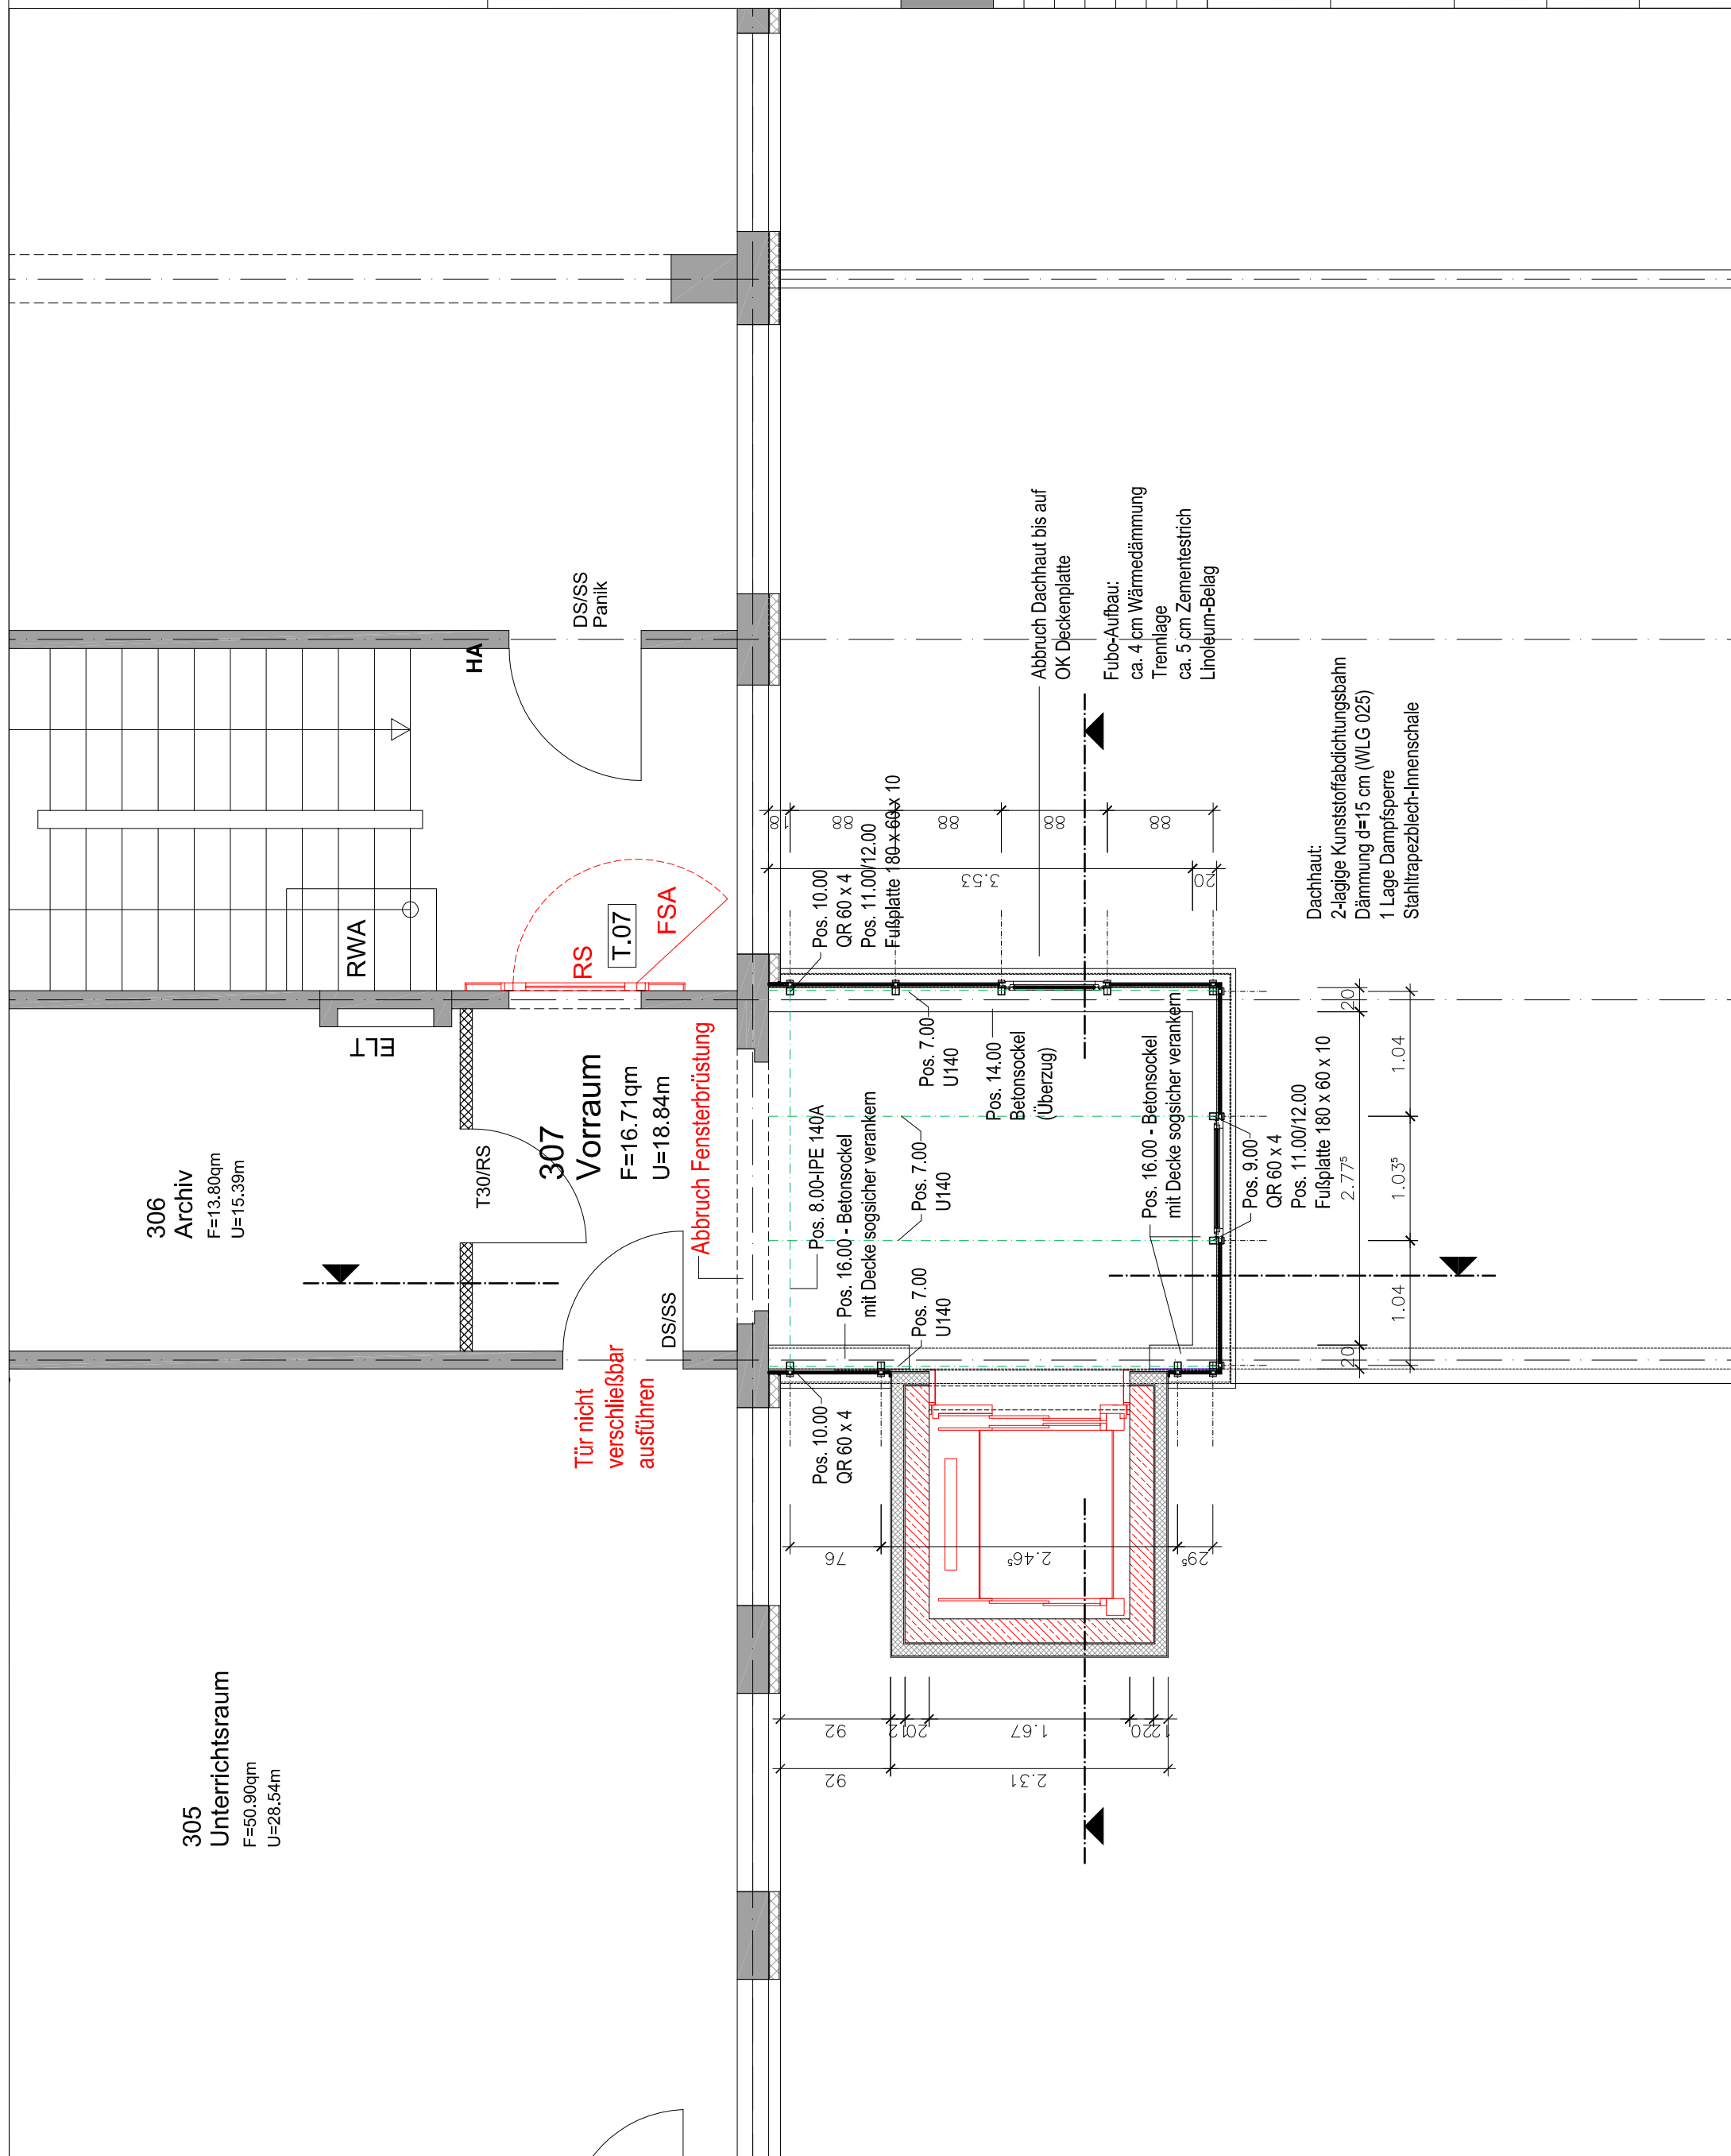 306
Archiv
F=13.80qm
U=15.39m
305
Unterrichtsraum
F=50.90qm
U=28.54m
307
Vorraum
F=16.71qm
U=18.84m
RWA
ELT
HA
DS/SS
Panik
RS
T.07
FSA
T30/RS
DS/SS
Tür nicht
verschließbar
ausführen
Abbruch Fensterbrüstung
Pos. 8.00-IPE 140A
Pos. 16.00 - Betonsockel
mit Decke sogsicher verankern
Pos. 7.00
U140
Pos. 7.00
U140
Pos. 7.00
U140
Pos. 14.00
Betonsockel
(Überzug)
Pos. 16.00 - Betonsockel
mit Decke sogsicher verankern
Pos. 10.00
QR 60 x 4
Pos. 11.00/12.00
Fußplatte 180 x 60 x 10
Pos. 10.00
QR 60 x 4
Pos. 9.00
QR 60 x 4
Pos. 11.00/12.00
Fußplatte 180 x 60 x 10
Abbruch Dachhaut bis auf
OK Deckenplatte
Fubo-Aufbau:
ca. 4 cm Wärmedämmung
Trennlage
ca. 5 cm Zementestrich
Linoleum-Belag
Dachhaut:
2-lagige Kunststoffabdichtungsbahn
Dämmung d=15 cm (WLG 025)
1 Lage Dampfsperre
Stahltrapezblech-Innenschale
18
88
88
88
88
3.53
20
20
2.77⁵
20
1.04
1.03⁵
1.04
76
2.46⁵
29⁵
92
12
20
1.67
20
12
92
2.31